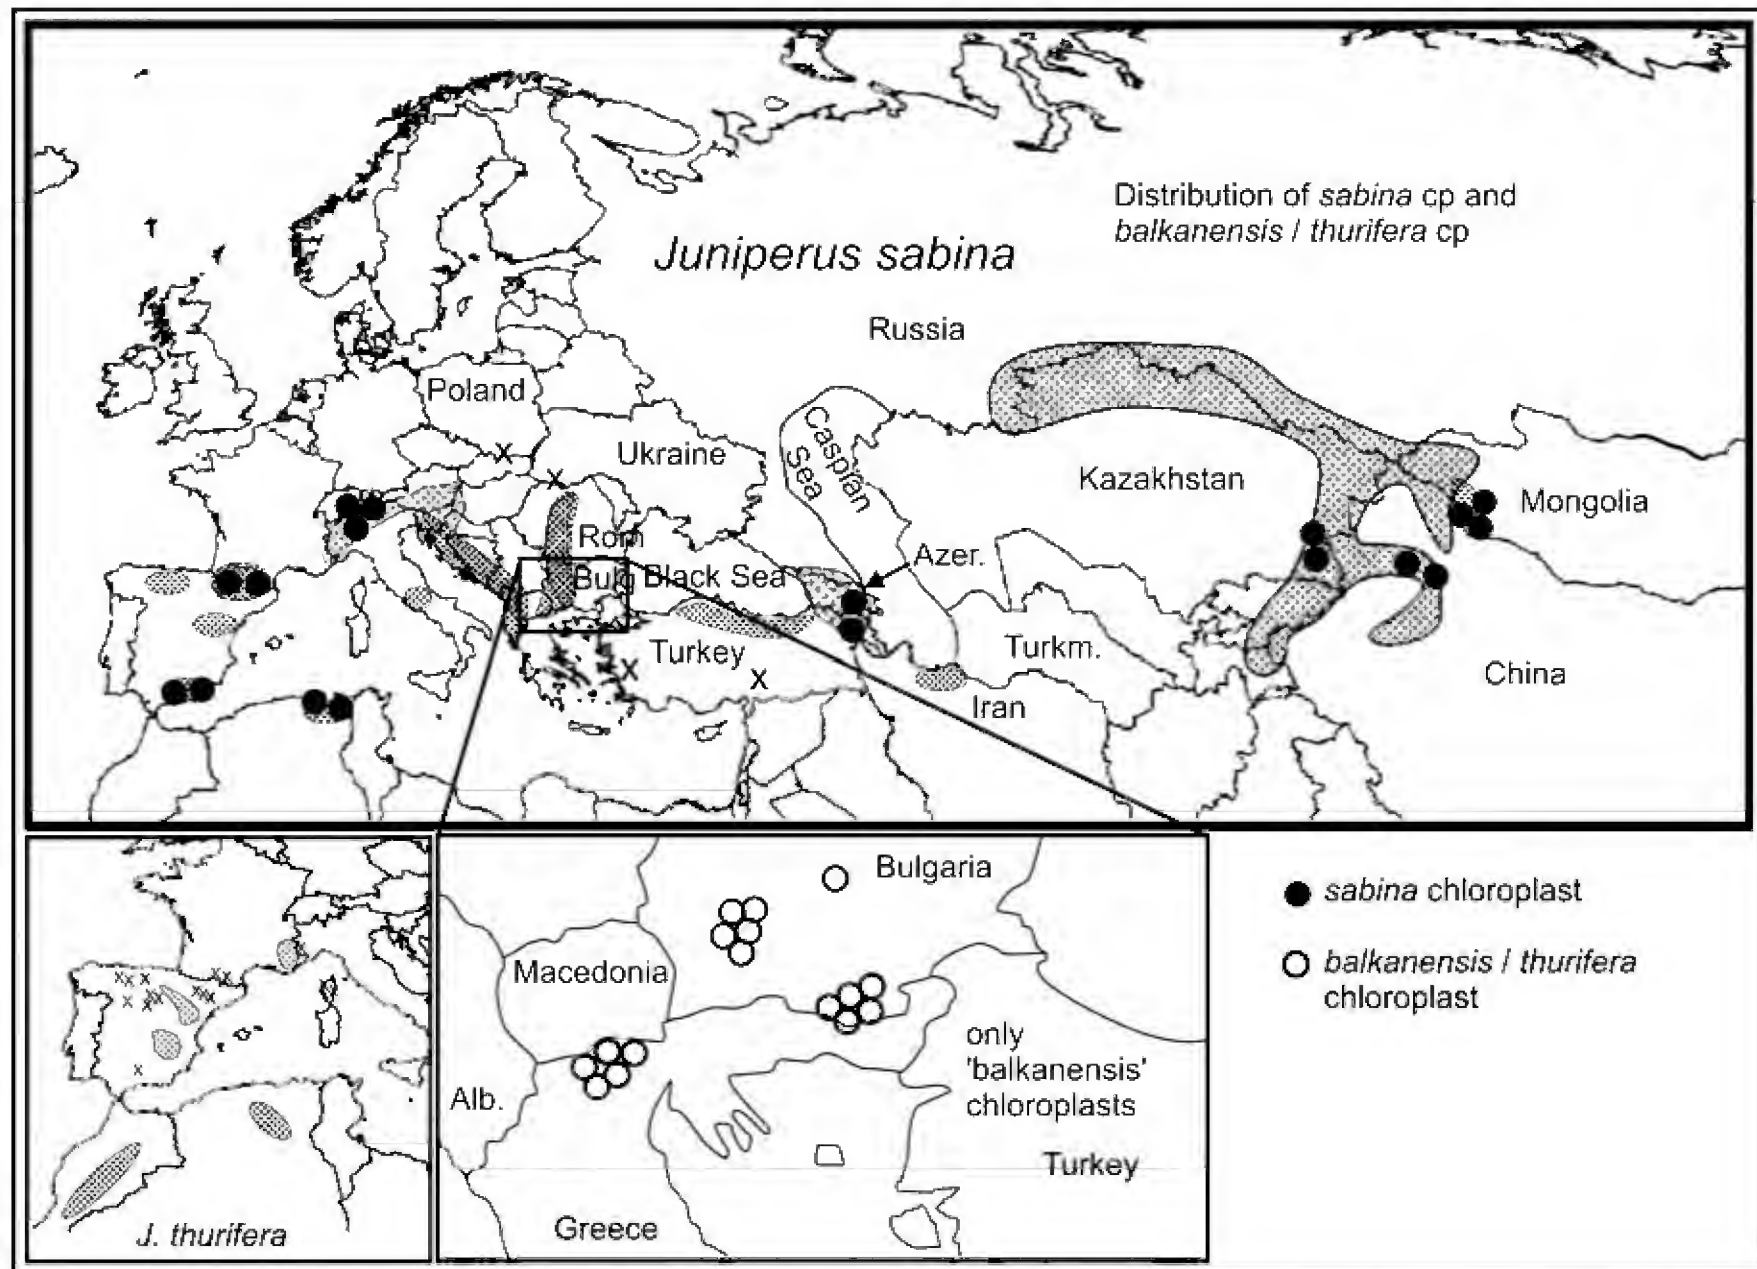 Distribution of sabina cp and
balkanensis / thurifera cp
Juniperus sabina
Russia
Poland
Ukraine
Caspian
Sea
Kazakhstan
Mongolia
X
X
Rom
Azer.
Bulg
Black Sea
Turkey
X
X
Turkm.
Iran
China
Bulgaria
Macedonia
Alb.
only
'balkanensis'
chloroplasts
Turkey
Greece
J. thurifera
sabina chloroplast
balkanensis / thurifera
chloroplast